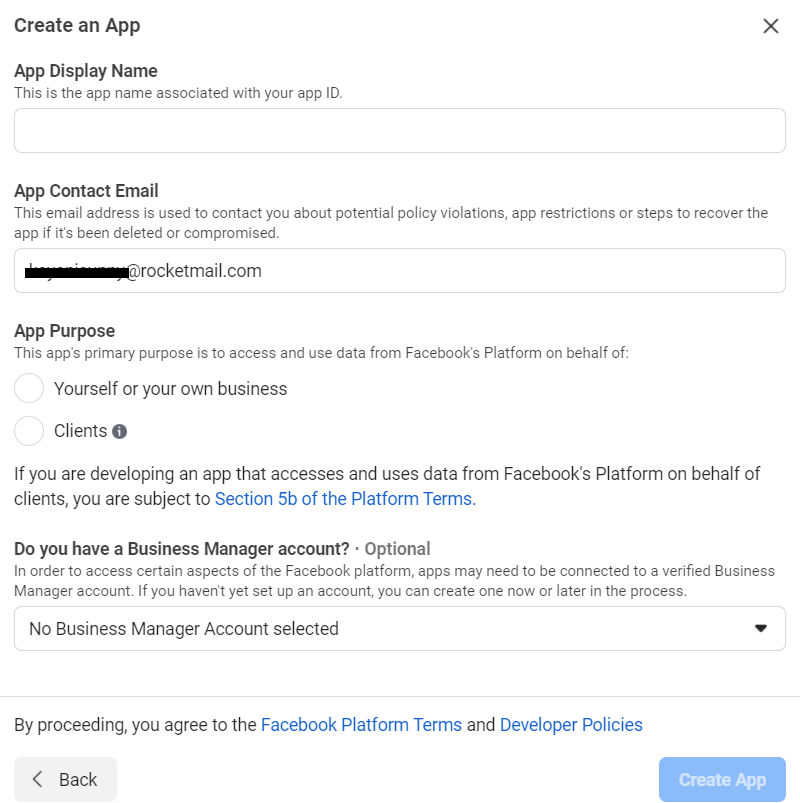 Create an App
App Display Name
This is the app name associated with your app ID.
App Contact Email
This email address is used to contact you about potential policy violations, app restrictions or steps to recover the
app if it's been deleted or compromised.
@rocketmail.com
App Purpose
This app's primary purpose is to access and use data from Facebook's Platform on behalf of:
Yourself or your own business
Clients
If you are developing an app that accesses and uses data from Facebook's Platform on behalf of
clients, you are subject to Section 5b of the Platform Terms.
Do you have a Business Manager account? · Optional
In order to access certain aspects of the Facebook platform, apps may need to be connected to a verified Business
Manager account. If you haven't yet set up an account, you can create one now or later in the process.
No Business Manager Account selected
By proceeding, you agree to the Facebook Platform Terms and Developer Policies
Back
Create App